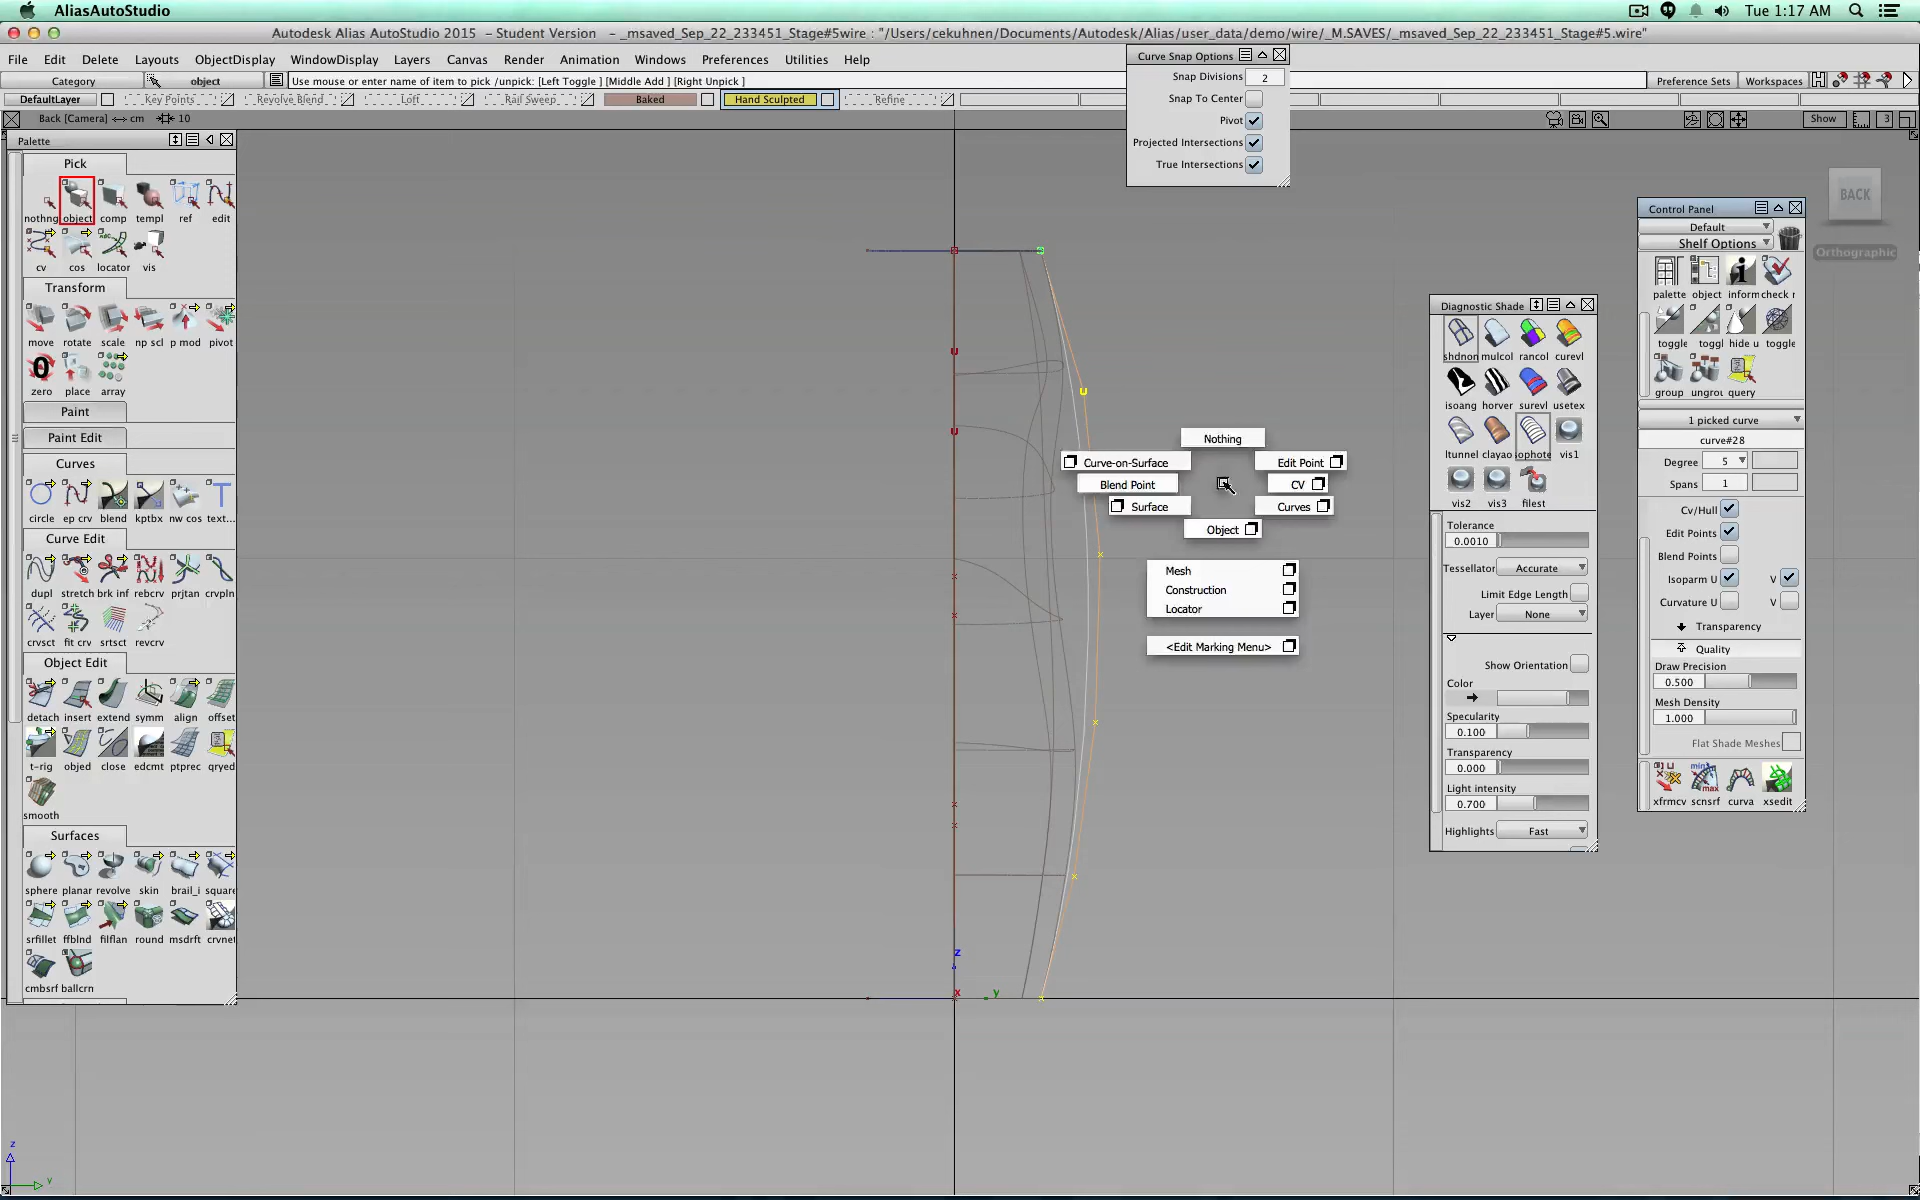 AliasAutoStudio
Tue 1:17 AM
Autodesk Alias AutoStudio 2015 - Student Version - _msaved_Sep_22_233451_Stage#5wire : "/Users/cekuhnen/Documents/Autodesk/Alias/user_data/demo/wire/_M.SAVES/_msaved_Sep_22_233451_Stage#5.wire"
File Edit Delete Layouts ObjectDisplay WindowDisplay Layers Canvas Render Animation Windows Preferences Utilities Help
Category object Use mouse or enter name of item to pick /unpick: [Left Toggle ] [Middle Add ] [Right Unpick ] Preference Sets Workspaces
DefaultLayer Key Points Revolve Blend Loft Rail Sweep Baked Hand Sculpted Refine
Back [Camera] cm 10 Show 3
Curve Snap Options
Snap Divisions 2
Snap To Center
Pivot
Projected Intersections
True Intersections
Palette
Pick
nothng object comp templ ref edit
cv cos locator vis
Transform
move rotate scale np scl p mod pivot
0
zero place array
Paint
Paint Edit
Curves
circle ep crv blend kptbx nw cos text...
Curve Edit
dupl stretch brk inf rebcrv prjtan crvpln
crvsct fit crv srtsct revcrv
Object Edit
detach insert extend symm align offset
t-rig objed close edcmt ptprec qryed
smooth
Surfaces
sphere planar revolve skin brail_i square
srfillet ffblnd filflan round msdrft crvnet
cmbsrf ballcrn
U
U
U
z
x y
z
y
Nothing
Curve-on-Surface Edit Point
Blend Point CV
Surface Curves
Object
Mesh
Construction
Locator
<Edit Marking Menu>
Diagnostic Shade
shdnon mulcol rancol curevl
isoang horver surevl usetex
ltunnel clayao isophote vis1
vis2 vis3 filest
Tolerance
0.0010
Tessellator Accurate
Limit Edge Length
Layer None
Show Orientation
Color
Specularity
0.100
Transparency
0.000
Light intensity
0.700
Highlights Fast
BACK
Orthographic
Control Panel
Default
Shelf Options
palette object inform check r
toggle toggl hide u toggle
group ungrou query
1 picked curve
curve#28
Degree 5
Spans 1
Cv/Hull
Edit Points
Blend Points
Isoparm U V
Curvature U V
Transparency
Quality
Draw Precision
0.500
Mesh Density
1.000
Flat Shade Meshes
xfrmcv scnsrf curva xsedit